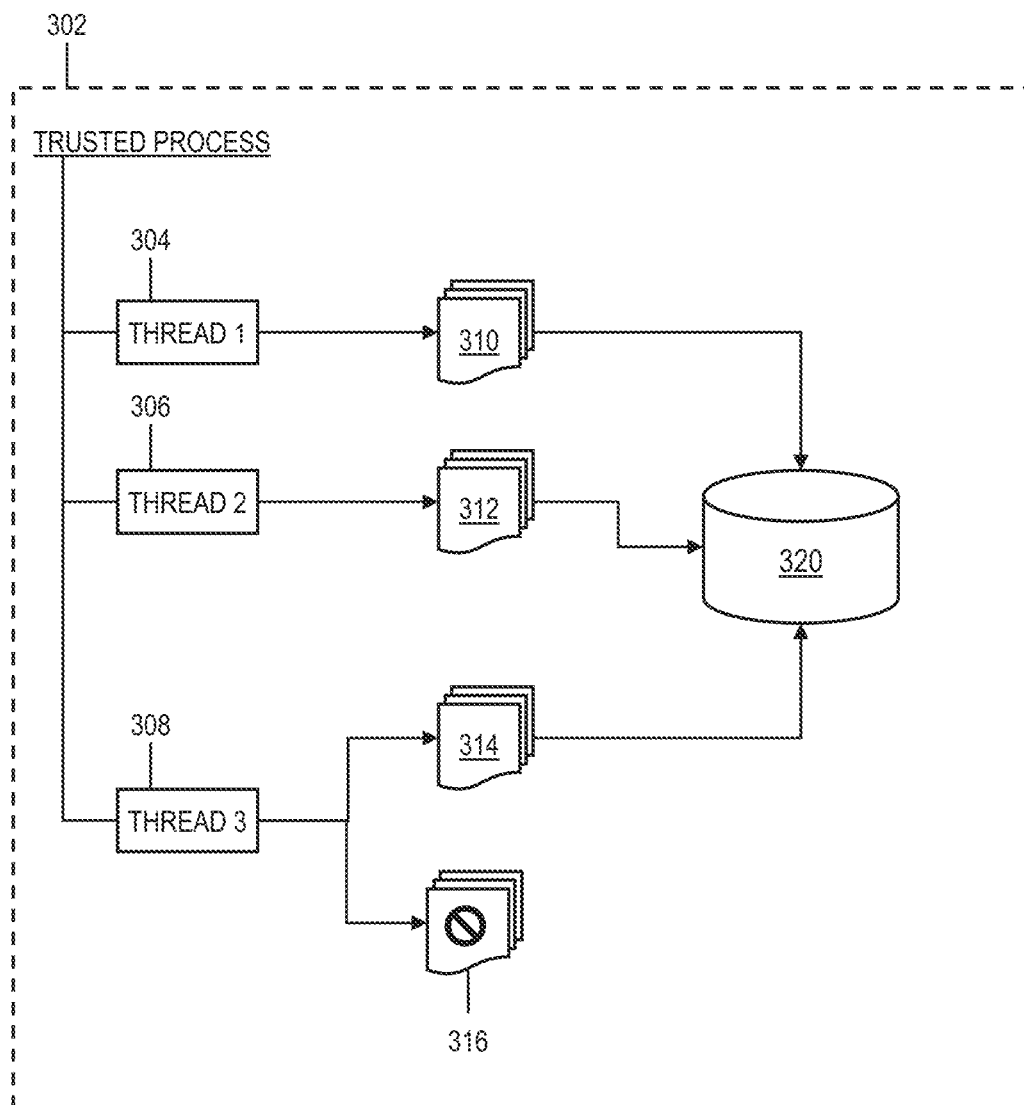 302
TRUSTED PROCESS
304
THREAD 1
310
306
THREAD 2
312
320
308
THREAD 3
314
316